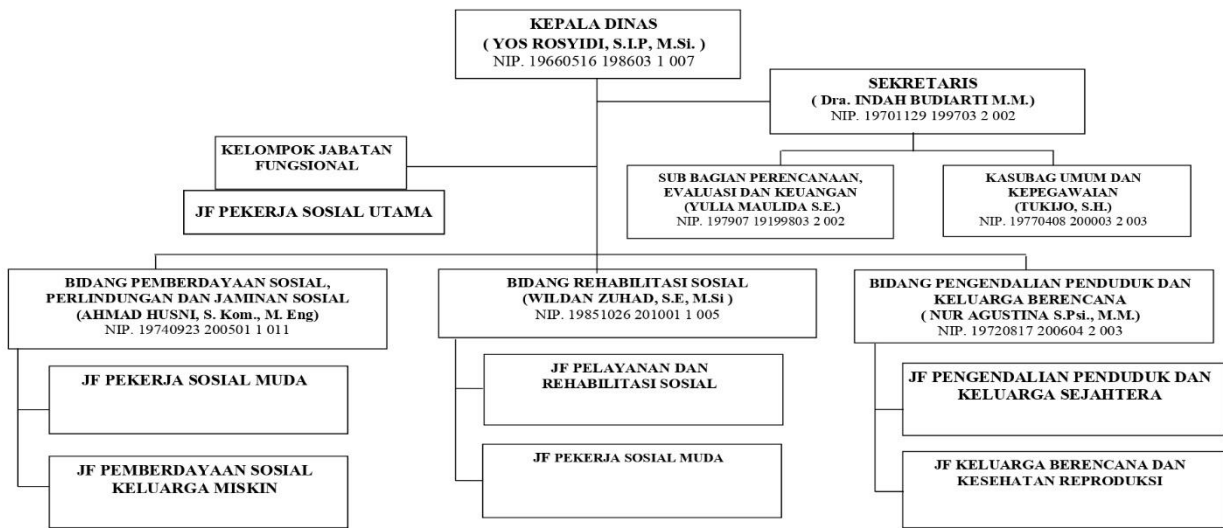 KEPALA DINAS
( YOS ROSYIDI, S.I.P, M.Si. )
NIP. 19660516 198603 1 007
SEKRETARIS
( Dra. INDAH BUDIARTI M.M.)
NIP. 19701129 199703 2 002
KELOMPOK JABATAN
FUNGSIONAL
JF PEKERJA SOSIAL UTAMA
SUB BAGIAN PERENCANAAN,
EVALUASI DAN KEUANGAN
(YULIA MAULIDA S.E.)
NIP. 197907 19199803 2 002
KASUBAG UMUM DAN
KEPEGAWAIAN
(TUKIJO, S.H.)
NIP. 19770408 200003 2 003
BIDANG PEMBERDAYAAN SOSIAL,
PERLINDUNGAN DAN JAMINAN SOSIAL
(AHMAD HUSNI, S. Kom., M. Eng)
NIP. 19740923 200501 1 011
JF PEKERJA SOSIAL MUDA
JF PEMBERDAYAAN SOSIAL
KELUARGA MISKIN
BIDANG REHABILITASI SOSIAL
(WILDAN ZUHAD, S.E, M.Si )
NIP. 19851026 201001 1 005
JF PELAYANAN DAN
REHABILITASI SOSIAL
JF PEKERJA SOSIAL MUDA
BIDANG PENGENDALIAN PENDUDUK DAN
KELUARGA BERENCANA
( NUR AGUSTINA S.Psi., M.M.)
NIP. 19720817 200604 2 003
JF PENGENDALIAN PENDUDUK DAN
KELUARGA SEJAHTERA
JF KELUARGA BERENCANA DAN
KESEHATAN REPRODUKSI